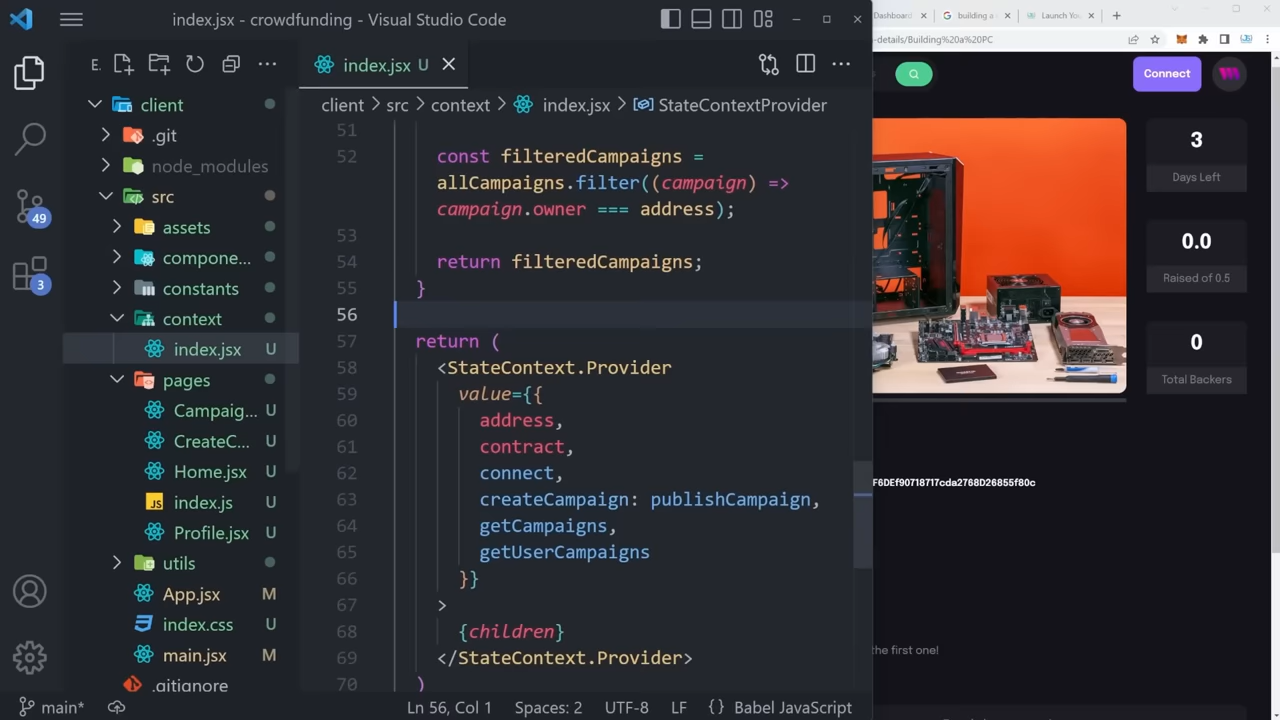 index.jsx - crowdfunding - Visual Studio Code
E.
client
.git
node_modules
src
assets
compone...
constants
context
index.jsx U
pages
Campaig... U
CreateC... U
Home.jsx U
index.js U
Profile.jsx U
utils
App.jsx M
index.css U
main.jsx M
.gitignore
49
3
index.jsx U
client > src > context > index.jsx > StateContextProvider
51
52 const filteredCampaigns =
allCampaigns.filter((campaign) =>
campaign.owner === address);
53
54 return filteredCampaigns;
55 }
56
57 return (
58 <StateContext.Provider
59 value={{
60 address,
61 contract,
62 connect,
63 createCampaign: publishCampaign,
64 getCampaigns,
65 getUserCampaigns
66 }}
67 >
68 {children}
69 </StateContext.Provider>
70 )
main*
Ln 56, Col 1 Spaces: 2 UTF-8 LF {} Babel JavaScript
Dashboard
building a
Launch You
-details/Building%20a%20PC
Connect
3
Days Left
0.0
Raised of 0.5
0
Total Backers
F6DEf90718717cda2768D26855f80c
the first one!